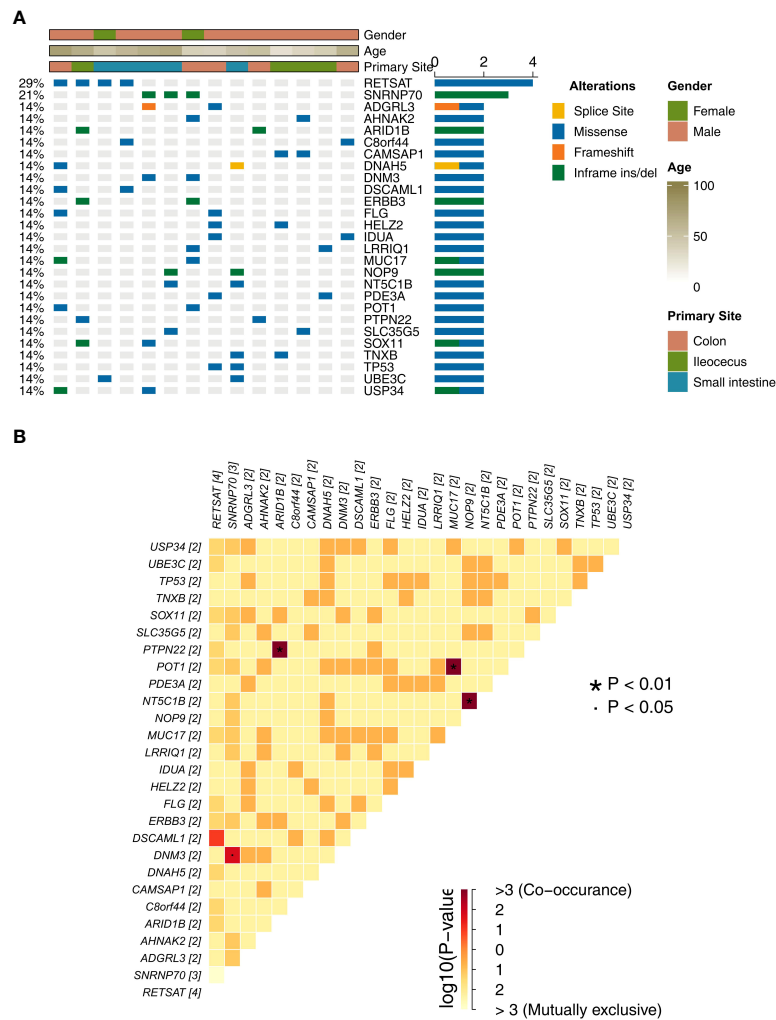 A
Gender
Age
Primary Site
0 2 4
29% RETSAT
21% SNRNP70
14% ADGRL3
14% AHNAK2
14% ARID1B
14% C8orf44
14% CAMSAP1
14% DNAH5
14% DNM3
14% DSCAML1
14% ERBB3
14% FLG
14% HELZ2
14% IDUA
14% LRRIQ1
14% MUC17
14% NOP9
14% NT5C1B
14% PDE3A
14% POT1
14% PTPN22
14% SLC35G5
14% SOX11
14% TNXB
14% TP53
14% UBE3C
14% USP34
Alterations
Splice Site
Missense
Frameshift
Inframe ins/del
Gender
Female
Male
Age
100
50
0
Primary Site
Colon
Ileocecus
Small intestine
B
RETSAT [4]
SNRNP70 [3]
ADGRL3 [2]
AHNAK2 [2]
ARID1B [2]
C8orf44 [2]
CAMSAP1 [2]
DNAH5 [2]
DNM3 [2]
DSCAML1 [2]
ERBB3 [2]
FLG [2]
HELZ2 [2]
IDUA [2]
LRRIQ1 [2]
MUC17 [2]
NOP9 [2]
NT5C1B [2]
PDE3A [2]
POT1 [2]
PTPN22 [2]
SLC35G5 [2]
SOX11 [2]
TNXB [2]
TP53 [2]
UBE3C [2]
USP34 [2]
USP34 [2]
UBE3C [2]
TP53 [2]
TNXB [2]
SOX11 [2]
SLC35G5 [2]
PTPN22 [2]
POT1 [2]
PDE3A [2]
NT5C1B [2]
NOP9 [2]
MUC17 [2]
LRRIQ1 [2]
IDUA [2]
HELZ2 [2]
FLG [2]
ERBB3 [2]
DSCAML1 [2]
DNM3 [2]
DNAH5 [2]
CAMSAP1 [2]
C8orf44 [2]
ARID1B [2]
AHNAK2 [2]
ADGRL3 [2]
SNRNP70 [3]
RETSAT [4]
* P < 0.01
· P < 0.05
log10(P−value
>3 (Co−occurance)
2
1
0
1
2
> 3 (Mutually exclusive)